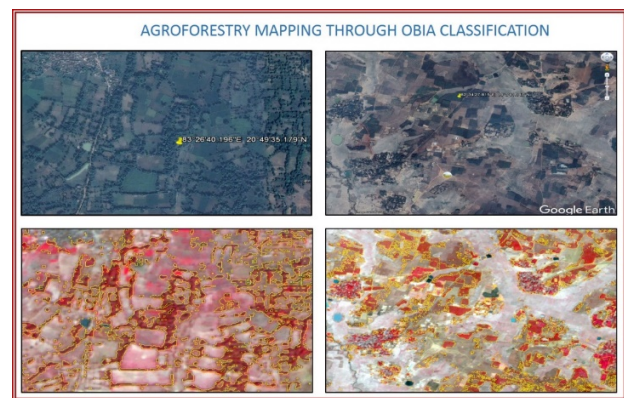 AGROFORESTRY MAPPING THROUGH OBIA CLASSIFICATION
83°26'40.196"E 20°49'35.179"N
Google Earth